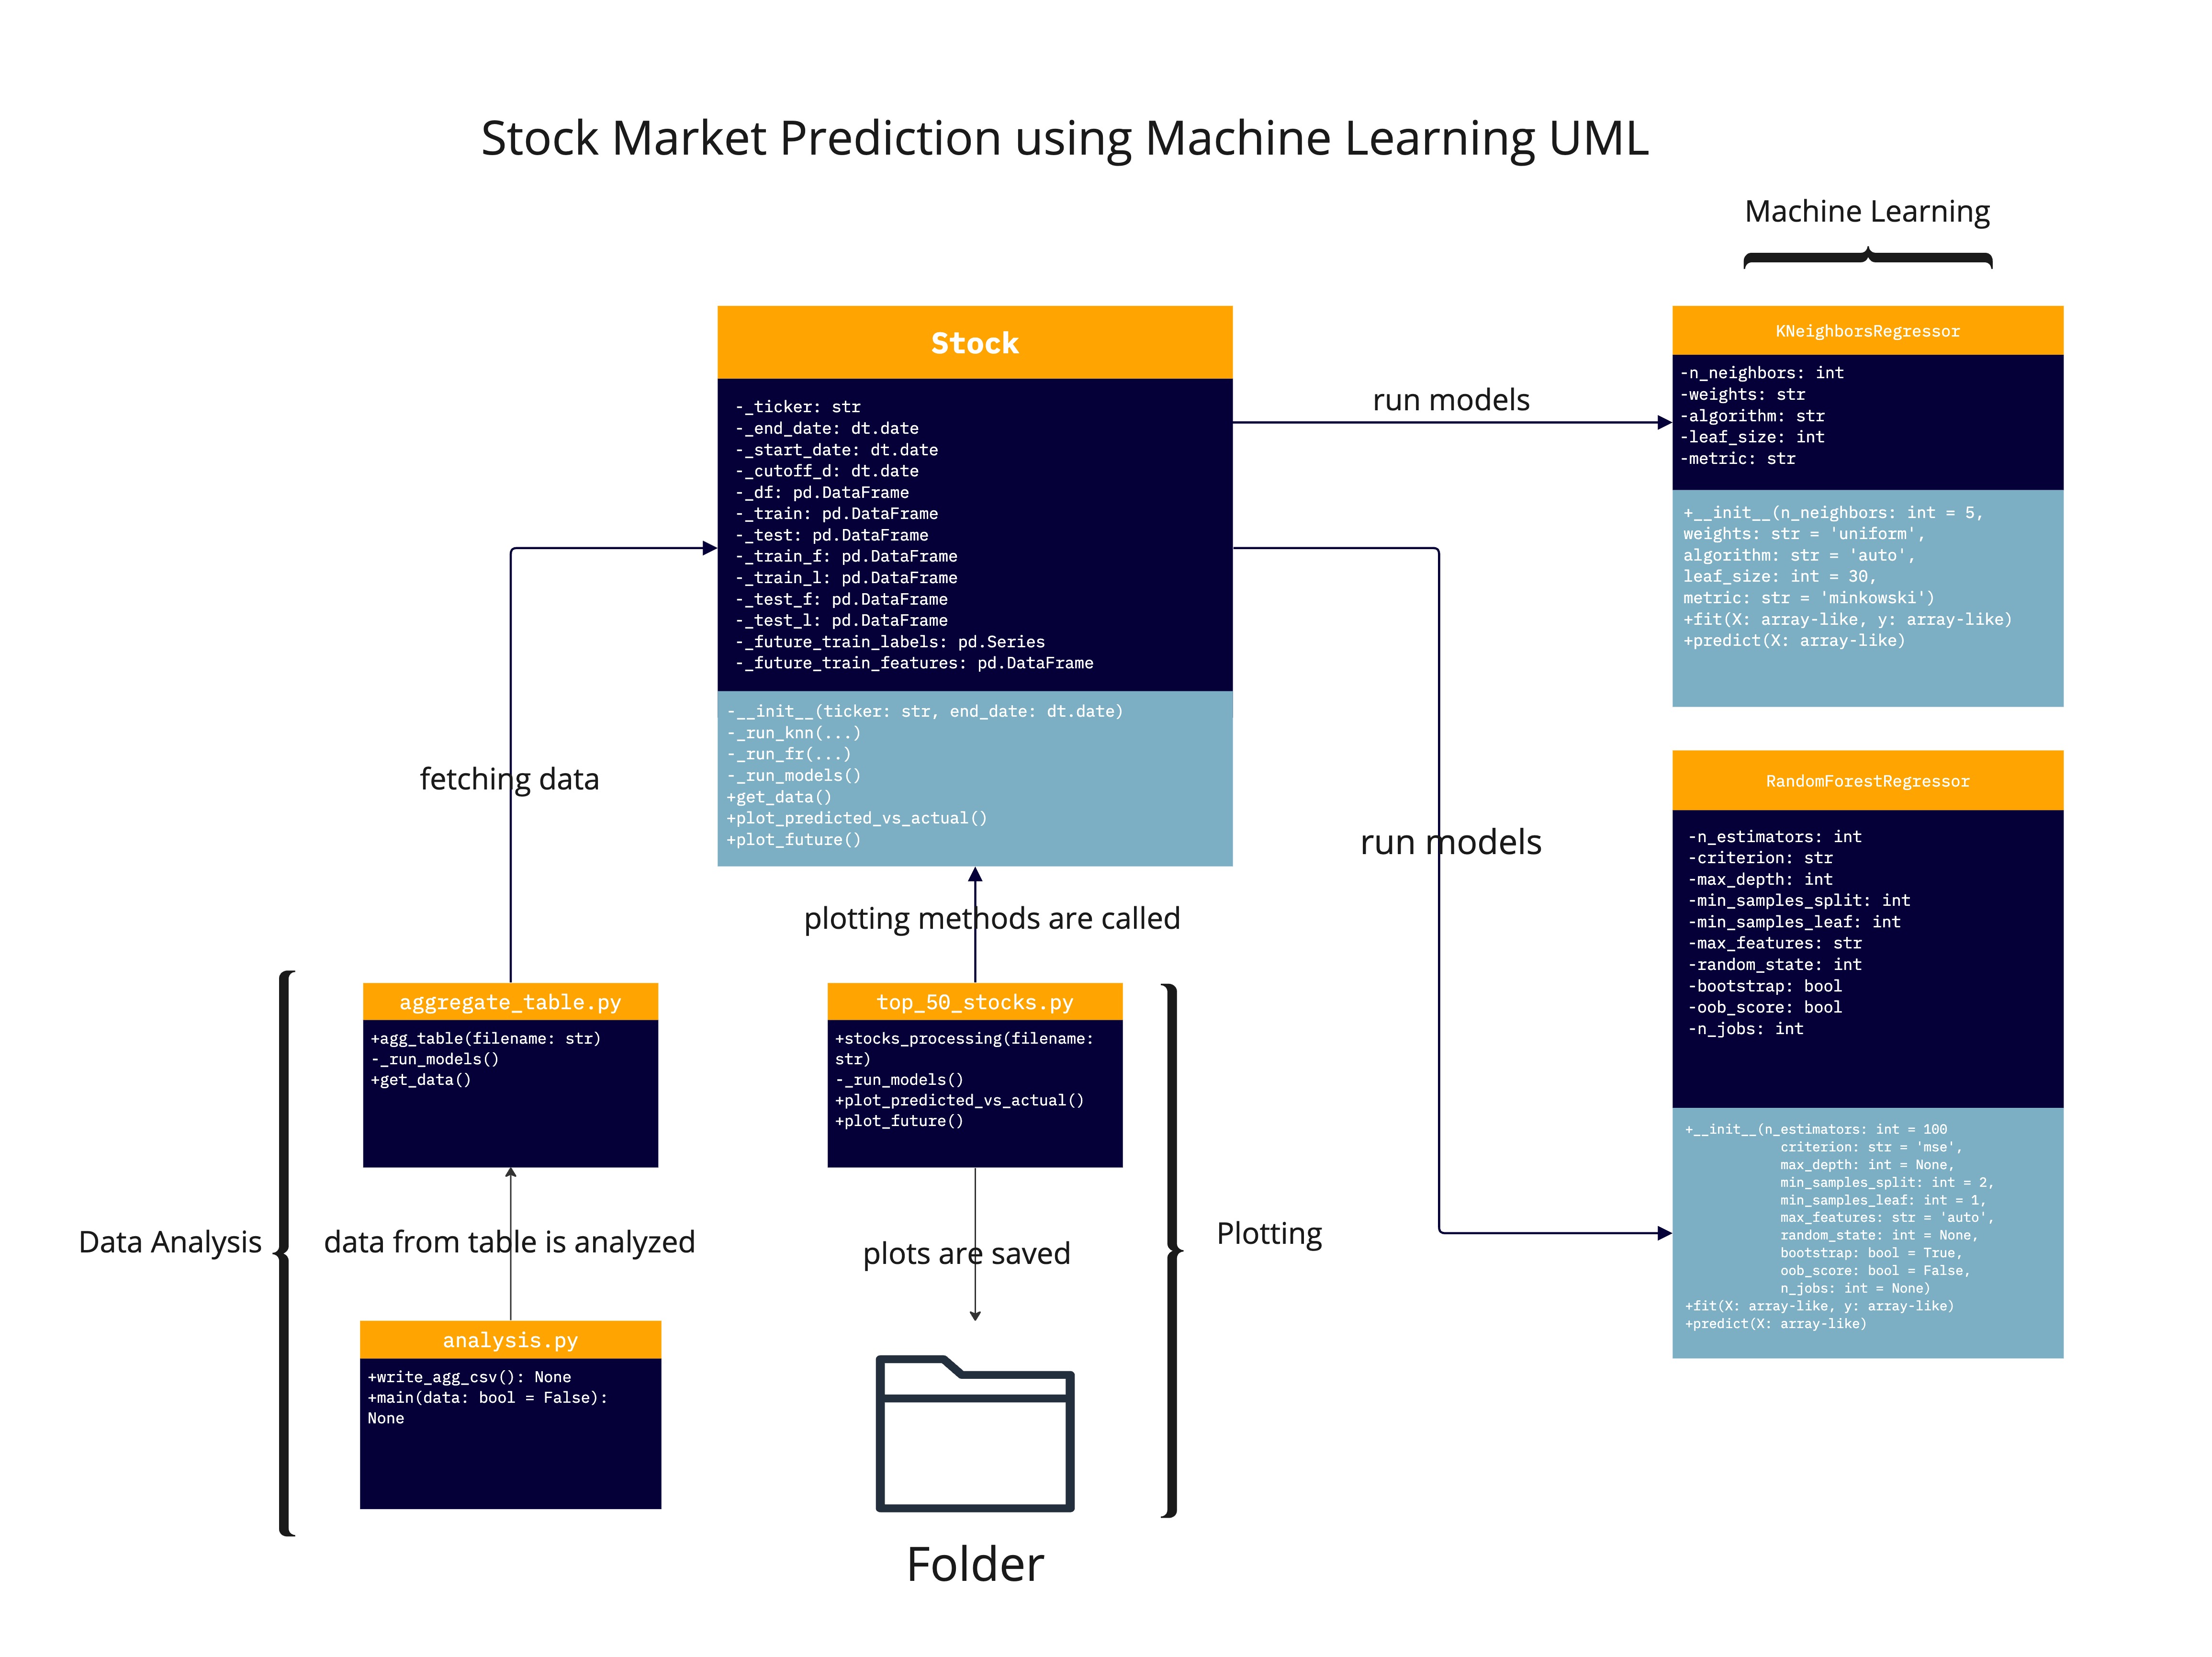 Stock Market Prediction using Machine Learning UML
Machine Learning
Stock
-_ticker: str
-_end_date: dt.date
-_start_date: dt.date
-_cutoff_d: dt.date
-_df: pd.DataFrame
-_train: pd.DataFrame
-_test: pd.DataFrame
-_train_f: pd.DataFrame
-_train_l: pd.DataFrame
-_test_f: pd.DataFrame
-_test_l: pd.DataFrame
-_future_train_labels: pd.Series
-_future_train_features: pd.DataFrame
-__init__(ticker: str, end_date: dt.date)
-_run_knn(...)
-_run_fr(...)
-_run_models()
+get_data()
+plot_predicted_vs_actual()
+plot_future()
run models
KNeighborsRegressor
-n_neighbors: int
-weights: str
-algorithm: str
-leaf_size: int
-metric: str
+__init__(n_neighbors: int = 5,
weights: str = 'uniform',
algorithm: str = 'auto',
leaf_size: int = 30,
metric: str = 'minkowski')
+fit(X: array-like, y: array-like)
+predict(X: array-like)
run models
RandomForestRegressor
-n_estimators: int
-criterion: str
-max_depth: int
-min_samples_split: int
-min_samples_leaf: int
-max_features: str
-random_state: int
-bootstrap: bool
-oob_score: bool
-n_jobs: int
+__init__(n_estimators: int = 100
criterion: str = 'mse',
max_depth: int = None,
min_samples_split: int = 2,
min_samples_leaf: int = 1,
max_features: str = 'auto',
random_state: int = None,
bootstrap: bool = True,
oob_score: bool = False,
n_jobs: int = None)
+fit(X: array-like, y: array-like)
+predict(X: array-like)
fetching data
plotting methods are called
aggregate_table.py
+agg_table(filename: str)
-_run_models()
+get_data()
top_50_stocks.py
+stocks_processing(filename:
str)
-_run_models()
+plot_predicted_vs_actual()
+plot_future()
Data Analysis
data from table is analyzed
plots are saved
Plotting
analysis.py
+write_agg_csv(): None
+main(data: bool = False):
None
Folder